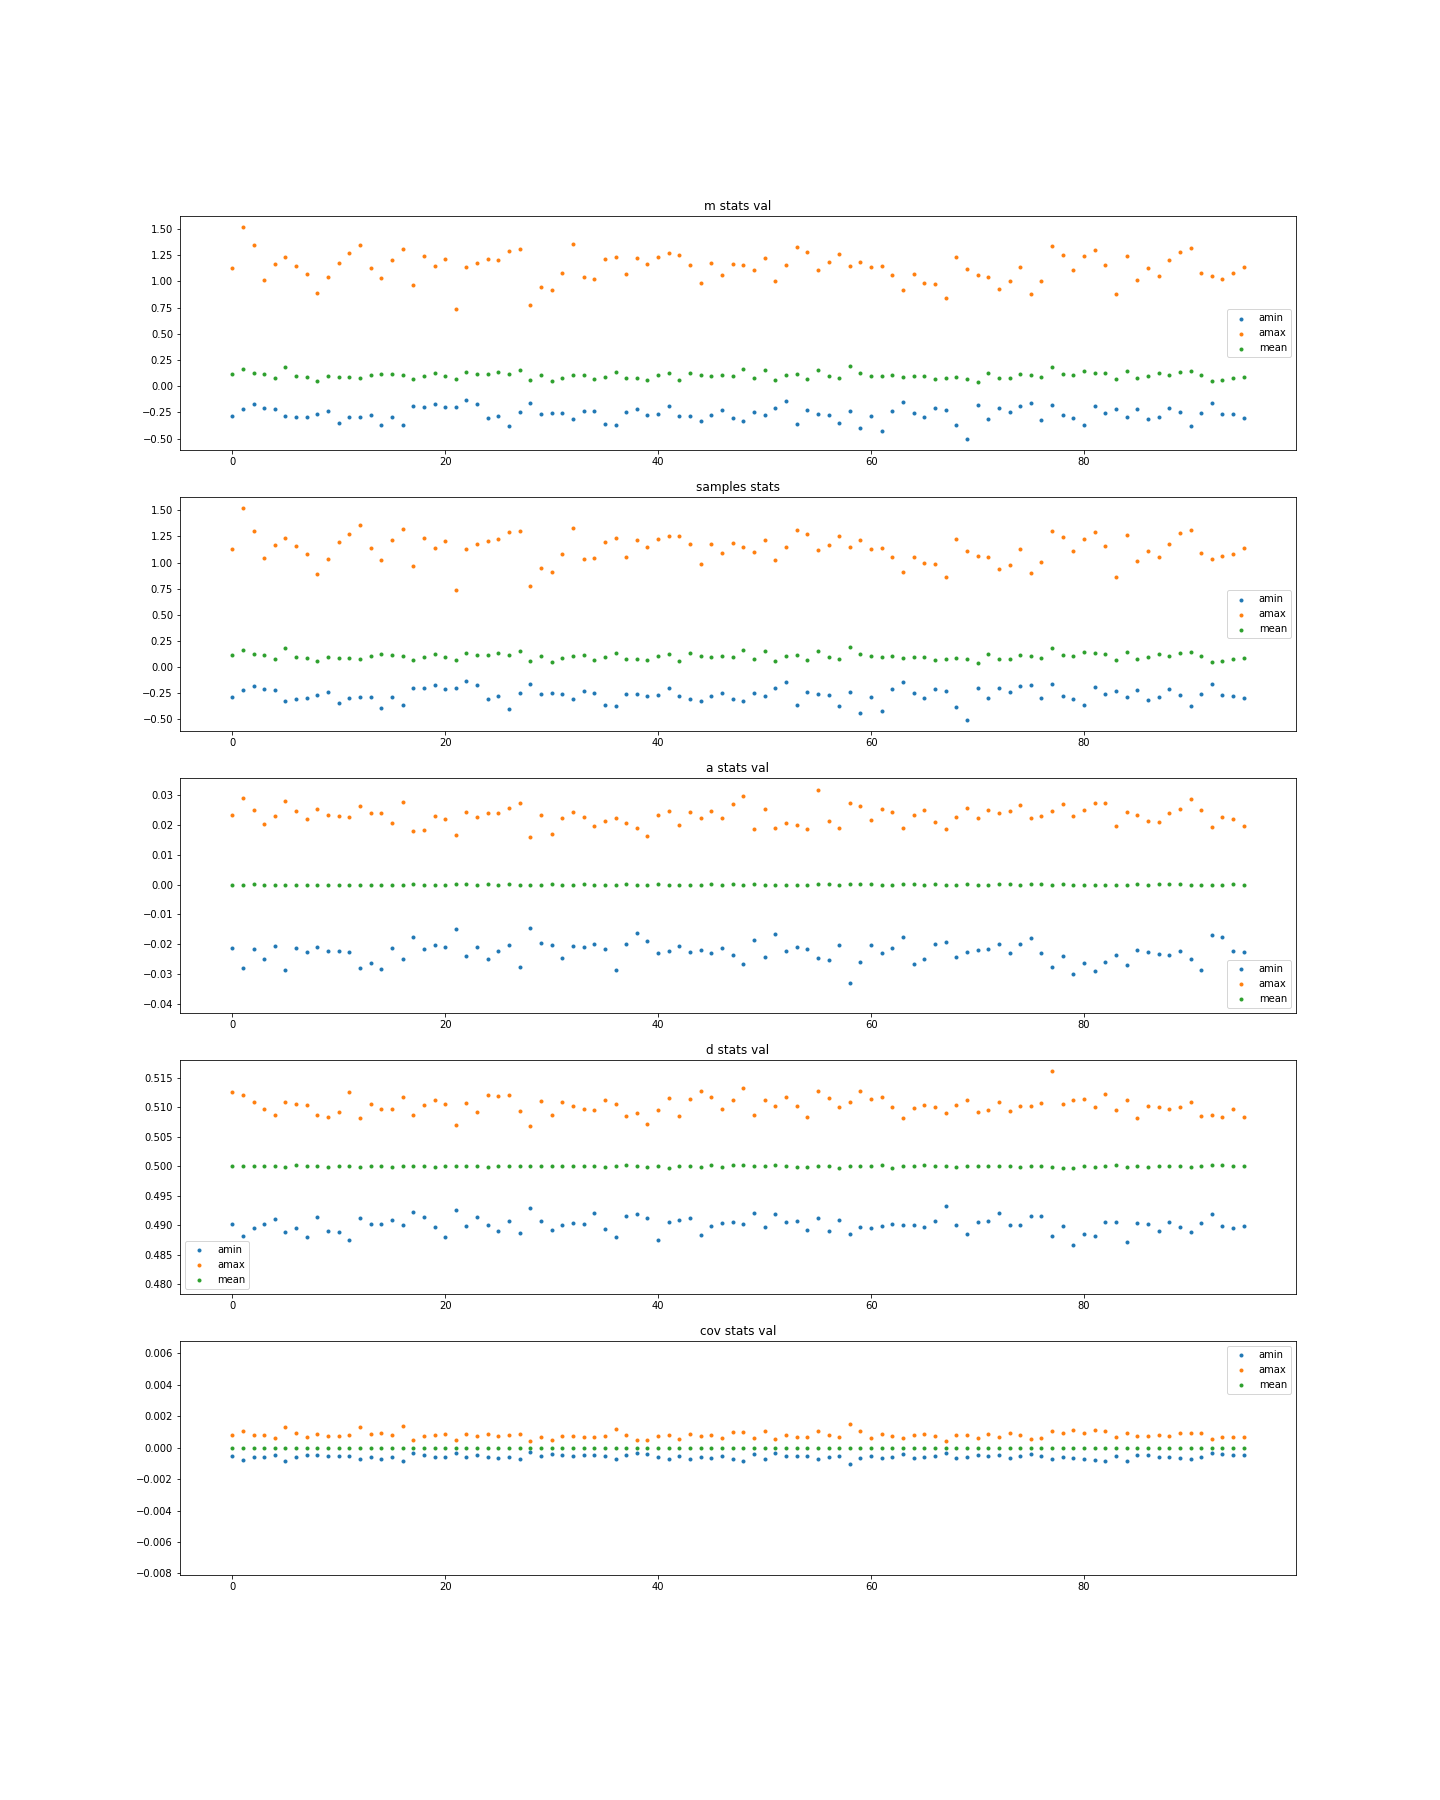 m stats val
1.50
1.25
1.00
0.75
0.50
0.25
0.00
−0.25
−0.50
amin
amax
mean
0 20 40 60 80
samples stats
1.50
1.25
1.00
0.75
0.50
0.25
0.00
−0.25
−0.50
amin
amax
mean
0 20 40 60 80
a stats val
0.03
0.02
0.01
0.00
−0.01
−0.02
−0.03
−0.04
amin
amax
mean
0 20 40 60 80
d stats val
0.515
0.510
0.505
0.500
0.495
0.490
0.485
0.480
amin
amax
mean
0 20 40 60 80
cov stats val
0.006
0.004
0.002
0.000
−0.002
−0.004
−0.006
−0.008
amin
amax
mean
0 20 40 60 80